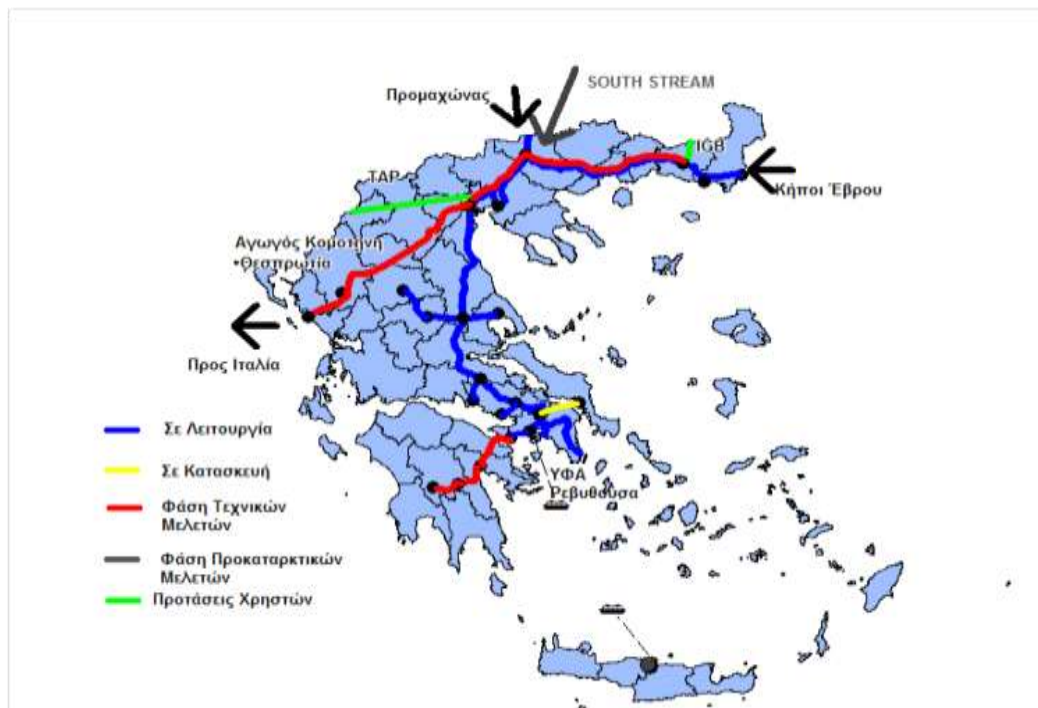 SOUTH STREAM
Προμαχώνας
IGB
TAP
Κήποι Έβρου
Αγωγός Κομοτηνή
•Θεσπρωτία
Προς Ιταλία
Σε Λειτουργία
Σε Κατασκευή
ΥΦΑ
Ρεβυθούσα
Φάση Τεχνικών
Μελετών
Φάση Προκαταρκτικών
Μελετών
Προτάσεις Χρηστών